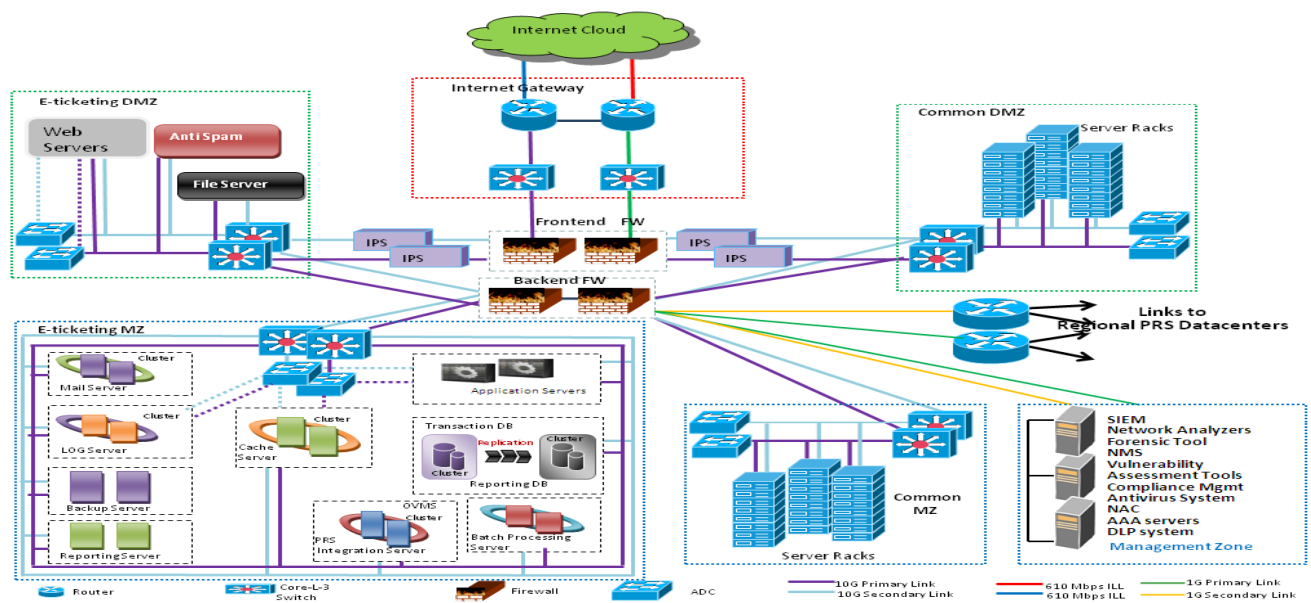 Internet Cloud
Internet Gateway
E-ticketing DMZ
Web
Servers
Anti Spam
File Server
Common DMZ
Server Racks
Frontend FW
IPS
IPS
IPS
IPS
Backend FW
Links to
Regional PRS Datacenters
E-ticketing MZ
Cluster
Mail Server
Cluster
LOG Server
Backup Server
Reporting Server
Cluster
Cache
Server
Application Servers
Transaction DB
Replication
Cluster
Cluster
Reporting DB
OVMS
Cluster
PRS
Integration Server
Cluster
Batch Processing
Server
Common
MZ
Server Racks
SIEM
Network Analyzers
Forensic Tool
NMS
Vulnerability
Assessment Tools
Compliance Mgmt
Antivirus System
NAC
AAA servers
DLP system
Management Zone
Router
Core-L-3
Switch
Firewall
ADC
10G Primary Link
10G Secondary Link
610 Mbps ILL
610 Mbps ILL
1G Primary Link
1G Secondary Link